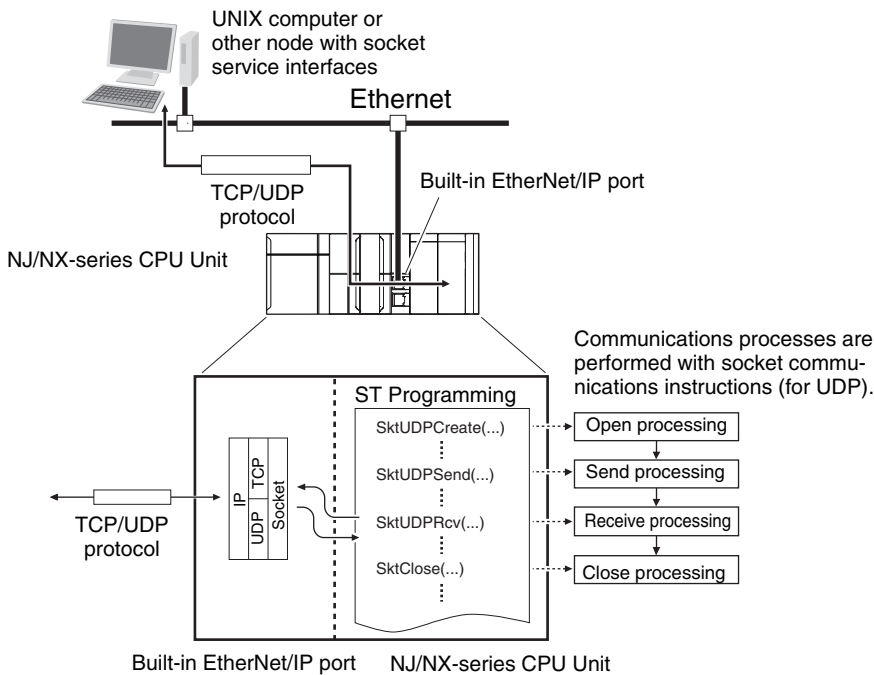 UNIX computer or
other node with socket
service interfaces
Ethernet
TCP/UDP
protocol
Built-in EtherNet/IP port
NJ/NX-series CPU Unit
Communications processes are
performed with socket commu-
nications instructions (for UDP).
ST Programming
SktUDPCreate(...)
Open processing
SktUDPSend(...)
Send processing
SktUDPRcv(...)
Receive processing
SktClose(...)
Close processing
IP
UDP
TCP
Socket
TCP/UDP
protocol
Built-in EtherNet/IP port
NJ/NX-series CPU Unit